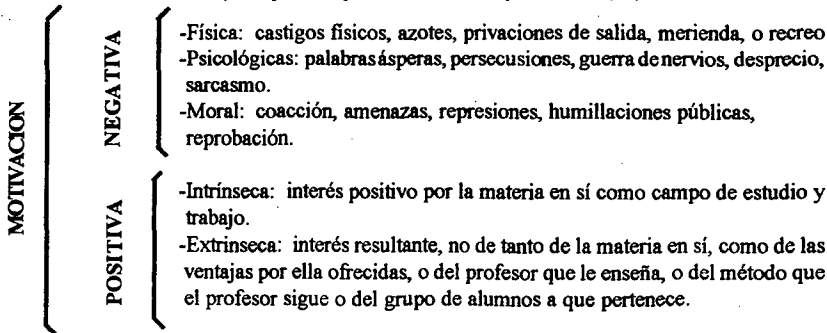 MOTIVACION
NEGATIVA
-Física: castigos físicos, azotes, privaciones de salida, merienda, o recreo
-Psicológicas: palabras ásperas, persecusiones, guerra de nervios, desprecio,
sarcasmo.
-Moral: coacción, amenazas, represiones, humillaciones públicas,
reprobación.
POSITIVA
-Intrínseca: interés positivo por la materia en sí como campo de estudio y
trabajo.
-Extrinseca: interés resultante, no de tanto de la materia en sí, como de las
ventajas por ella ofrecidas, o del profesor que le enseña, o del método que
el profesor sigue o del grupo de alumnos a que pertenece.